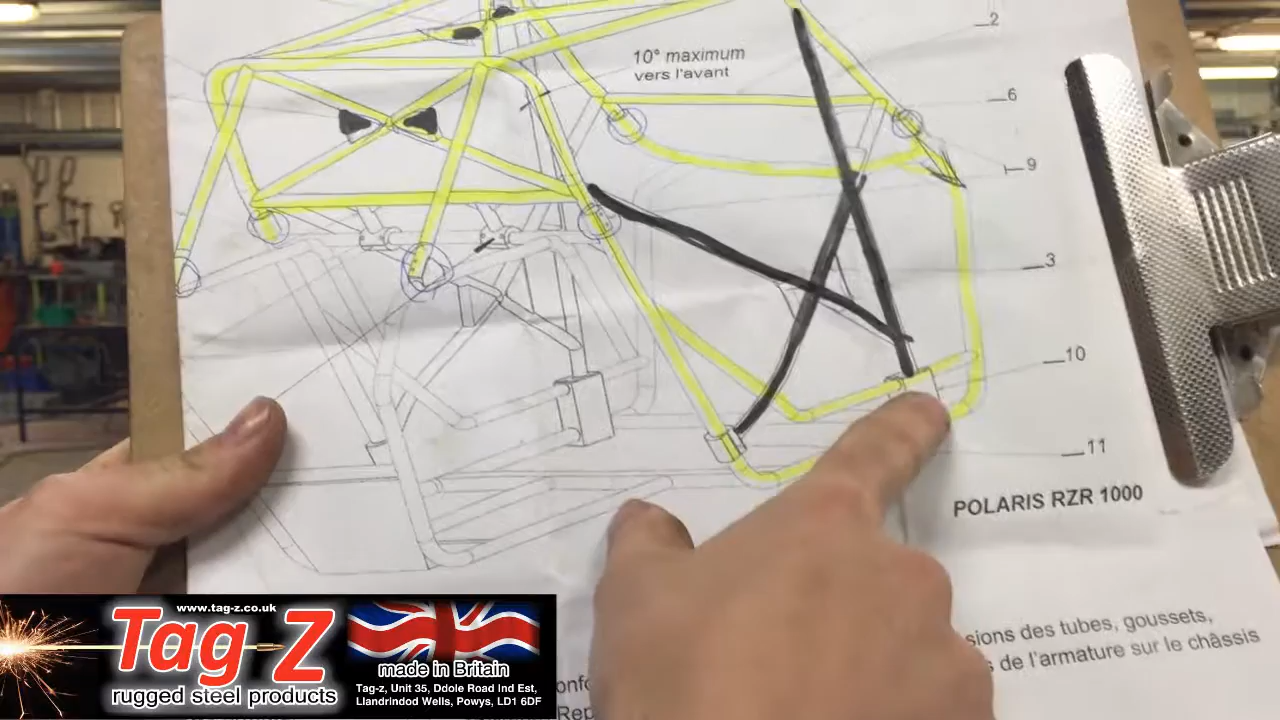 2
10° maximum
vers l'avant
6
9
3
10
11
POLARIS RZR 1000
sions des tubes, goussets,
de l'armature sur le châssis
www.tag-z.co.uk
Tag Z
rugged steel products
made in Britain
Tag-z, Unit 35, Ddole Road Ind Est,
Llandrindod Wells, Powys, LD1 6DF